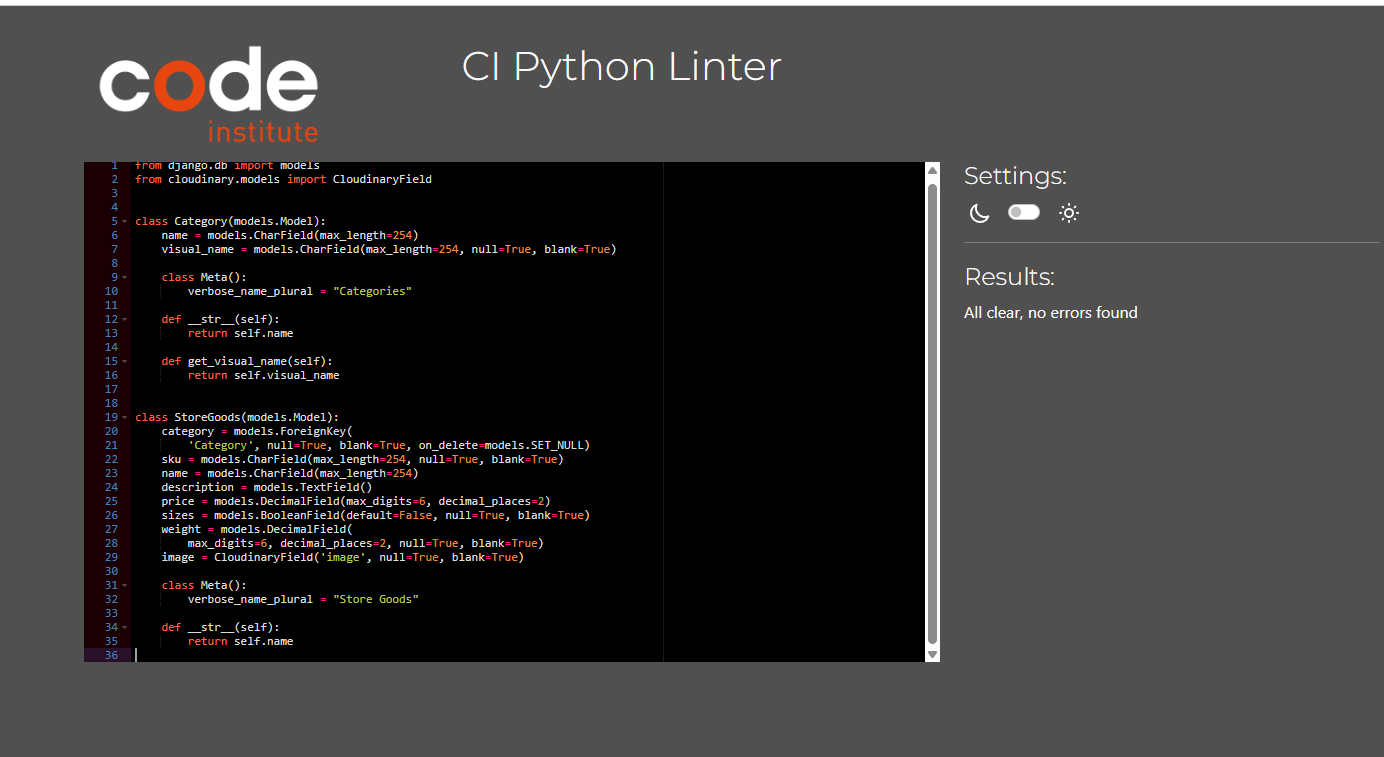 code
institute
CI Python Linter
1 from django.db import models
2 from cloudinary.models import CloudinaryField
3
4
5 class Category(models.Model):
6     name = models.CharField(max_length=254)
7     visual_name = models.CharField(max_length=254, null=True, blank=True)
8
9     class Meta():
10         verbose_name_plural = "Categories"
11
12     def __str__(self):
13         return self.name
14
15     def get_visual_name(self):
16         return self.visual_name
17
18
19 class StoreGoods(models.Model):
20     category = models.ForeignKey(
21         'Category', null=True, blank=True, on_delete=models.SET_NULL)
22     sku = models.CharField(max_length=254, null=True, blank=True)
23     name = models.CharField(max_length=254)
24     description = models.TextField()
25     price = models.DecimalField(max_digits=6, decimal_places=2)
26     sizes = models.BooleanField(default=False, null=True, blank=True)
27     weight = models.DecimalField(
28         max_digits=6, decimal_places=2, null=True, blank=True)
29     image = CloudinaryField('image', null=True, blank=True)
30
31     class Meta():
32         verbose_name_plural = "Store Goods"
33
34     def __str__(self):
35         return self.name
36
Settings:
Results:
All clear, no errors found